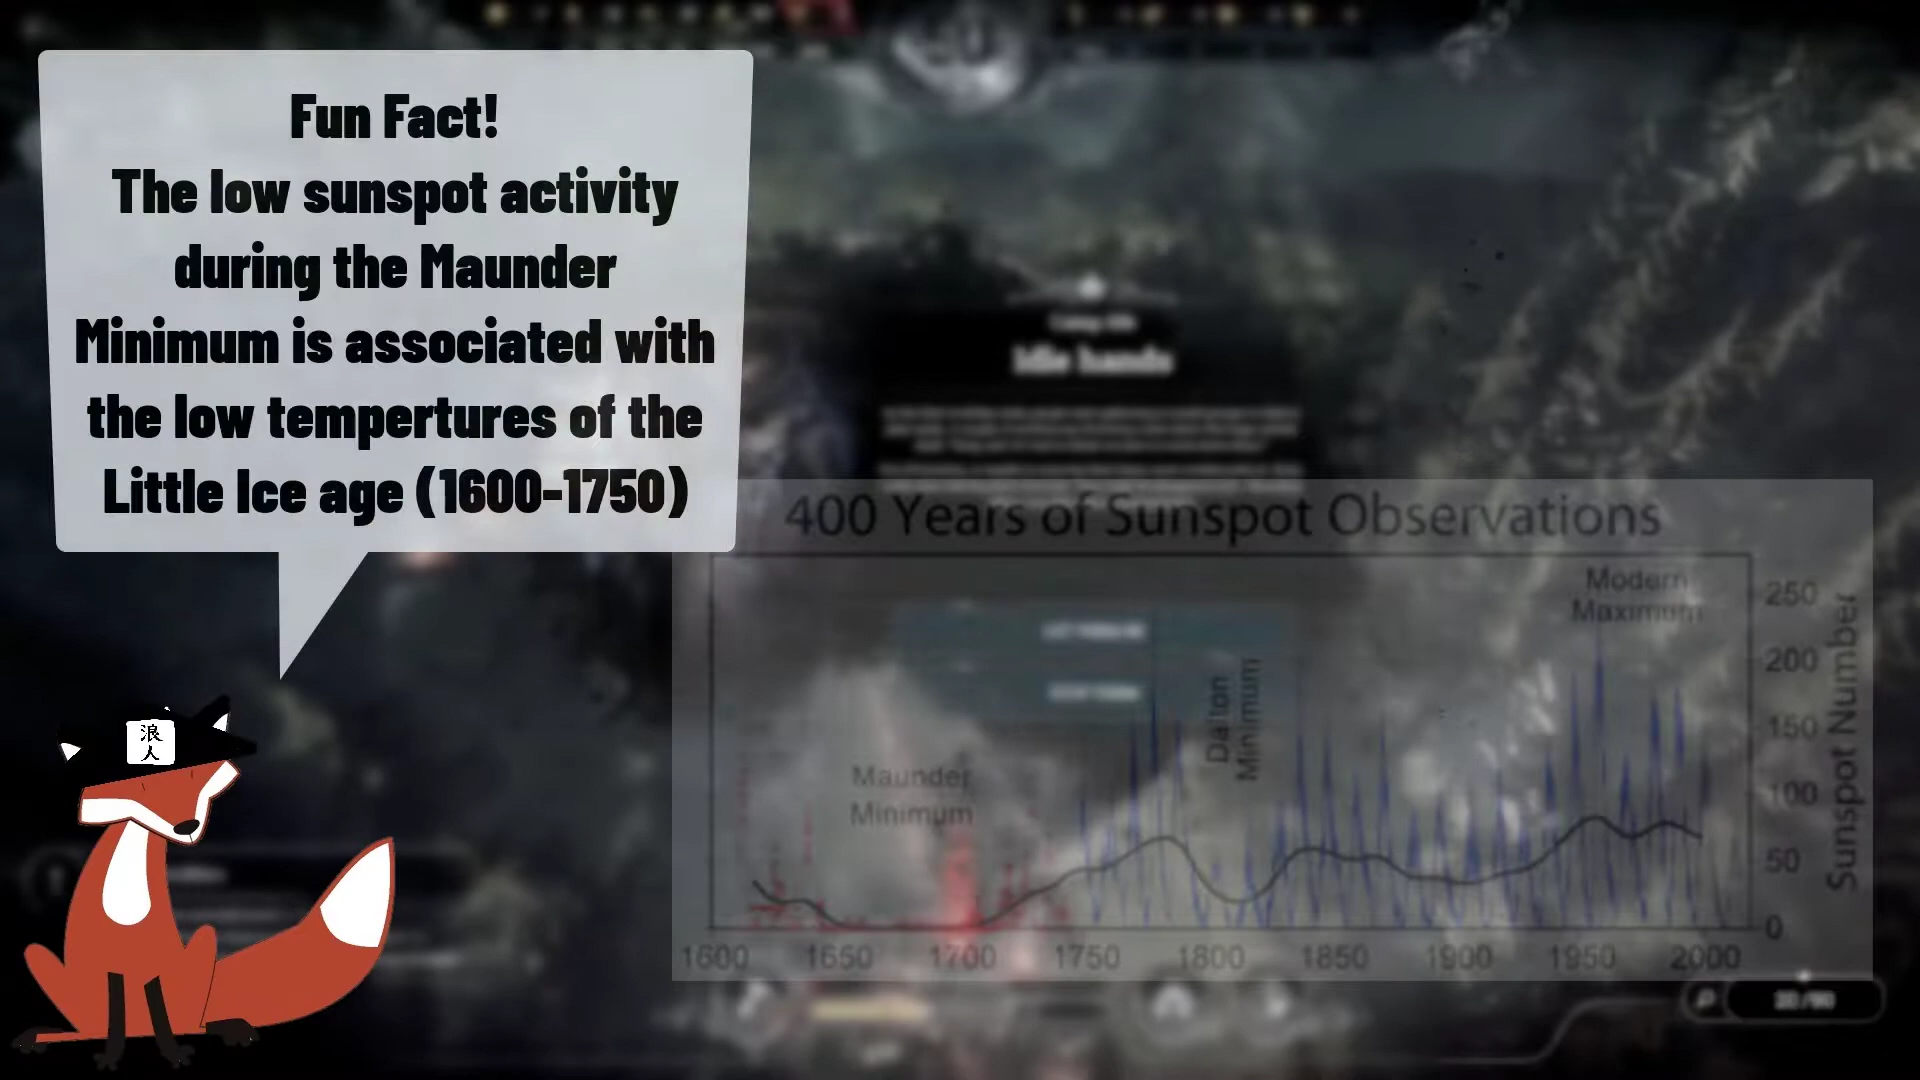 Fun Fact!
The low sunspot activity
during the Maunder
Minimum is associated with
the low tempertures of the
Little Ice age (1600-1750)
浪
人
Idle hands
400 Years of Sunspot Observations
Modern
Maximum
Dalton
Minimum
Maunder
Minimum
250
200
150
100
50
0
Sunspot Number
1600 1650 1700 1750 1800 1850 1900 1950 2000